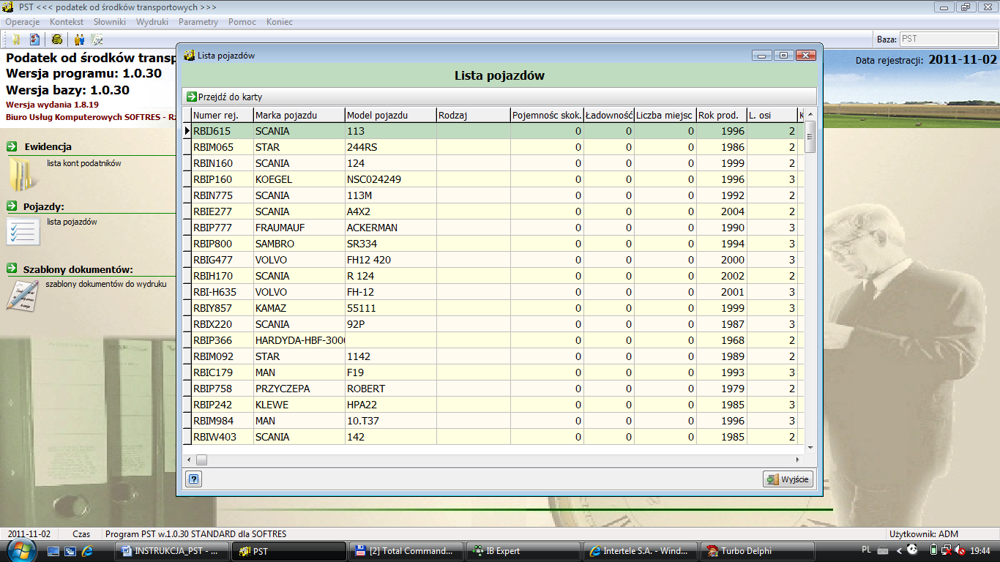 PST <<< podatek od środków transportowych >>>
Operacje Kontekst Słowniki Wydruki Parametry Pomoc Koniec
Baza: PST
Podatek od środków transp
Wersja programu: 1.0.30
Wersja bazy: 1.0.30
Wersja wydania 1.8.19
Biuro Usług Komputerowych SOFTRES - Rz
Data rejestracji: 2011-11-02
Ewidencja
lista kont podatników
Pojazdy:
lista pojazdów
Szablony dokumentów:
szablony dokumentów do wydruku
Lista pojazdów
Lista pojazdów
Przejdź do karty
Numer rej. Marka pojazdu Model pojazdu Rodzaj Pojemnośc skok. Ładowność Liczba miejsc Rok prod. L. osi K
RBIJ615 SCANIA 113 0 0 0 1996 2
RBIM065 STAR 244RS 0 0 0 1986 2
RBIN160 SCANIA 124 0 0 0 1999 2
RBIP160 KOEGEL NSC024249 0 0 0 1996 3
RBIN775 SCANIA 113M 0 0 0 1992 2
RBIE277 SCANIA A4X2 0 0 0 2004 2
RBIP777 FRAUMAUF ACKERMAN 0 0 0 1990 3
RBIP800 SAMBRO SR334 0 0 0 1994 3
RBIG477 VOLVO FH12 420 0 0 0 2000 3
RBIH170 SCANIA R 124 0 0 0 2002 2
RBI-H635 VOLVO FH-12 0 0 0 2001 3
RBIY857 KAMAZ 55111 0 0 0 1999 3
RBIX220 SCANIA 92P 0 0 0 1987 3
RBIP366 HARDYDA-HBF-300 0 0 0 1968 2
RBIM092 STAR 1142 0 0 0 1989 2
RBIC179 MAN F19 0 0 0 1993 3
RBIP758 PRZYCZEPA ROBERT 0 0 0 1979 2
RBIP242 KLEWE HPA22 0 0 0 1985 3
RBIM984 MAN 10.T37 0 0 0 1996 3
RBIW403 SCANIA 142 0 0 0 1985 2
Wyjście
2011-11-02 Czas Program PST w.1.0.30 STANDARD dla SOFTRES Użytkownik: ADM
INSTRUKCJA_PST - ... PST [2] Total Command... IB Expert Intertele S.A. - Wind... Turbo Delphi PL 19:44